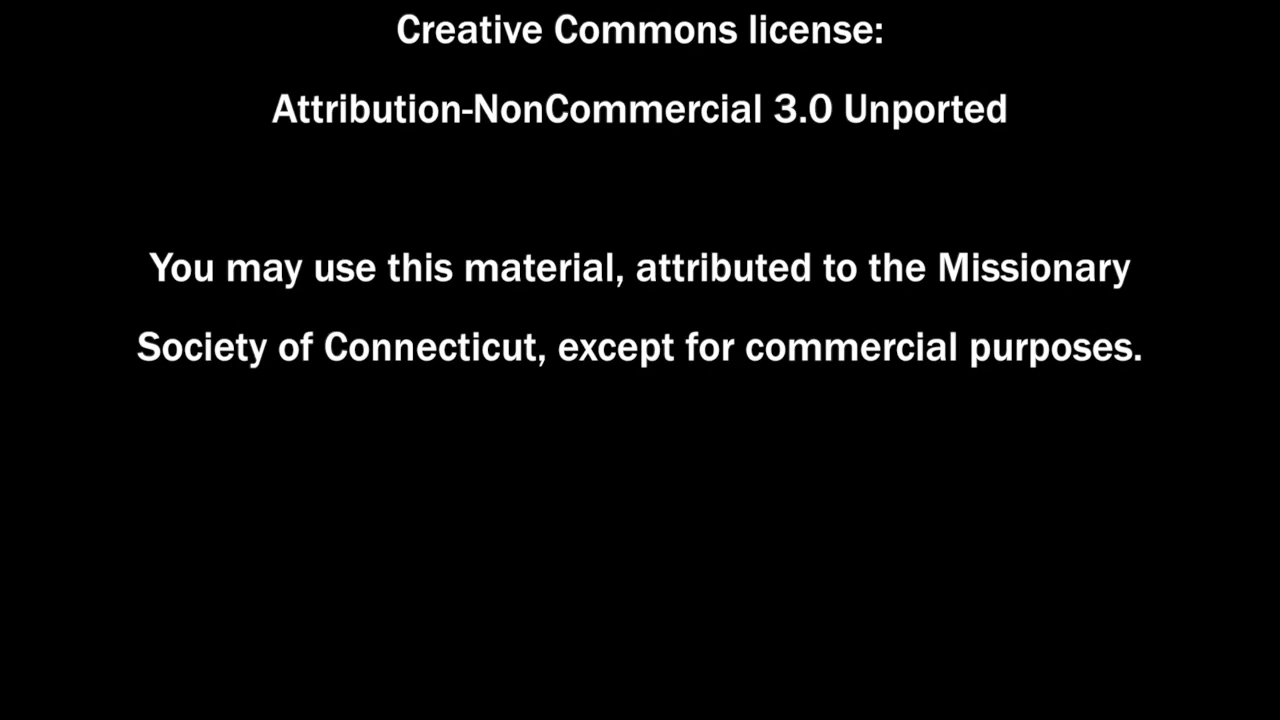 Creative Commons license:
Attribution-NonCommercial 3.0 Unported
You may use this material, attributed to the Missionary
Society of Connecticut, except for commercial purposes.